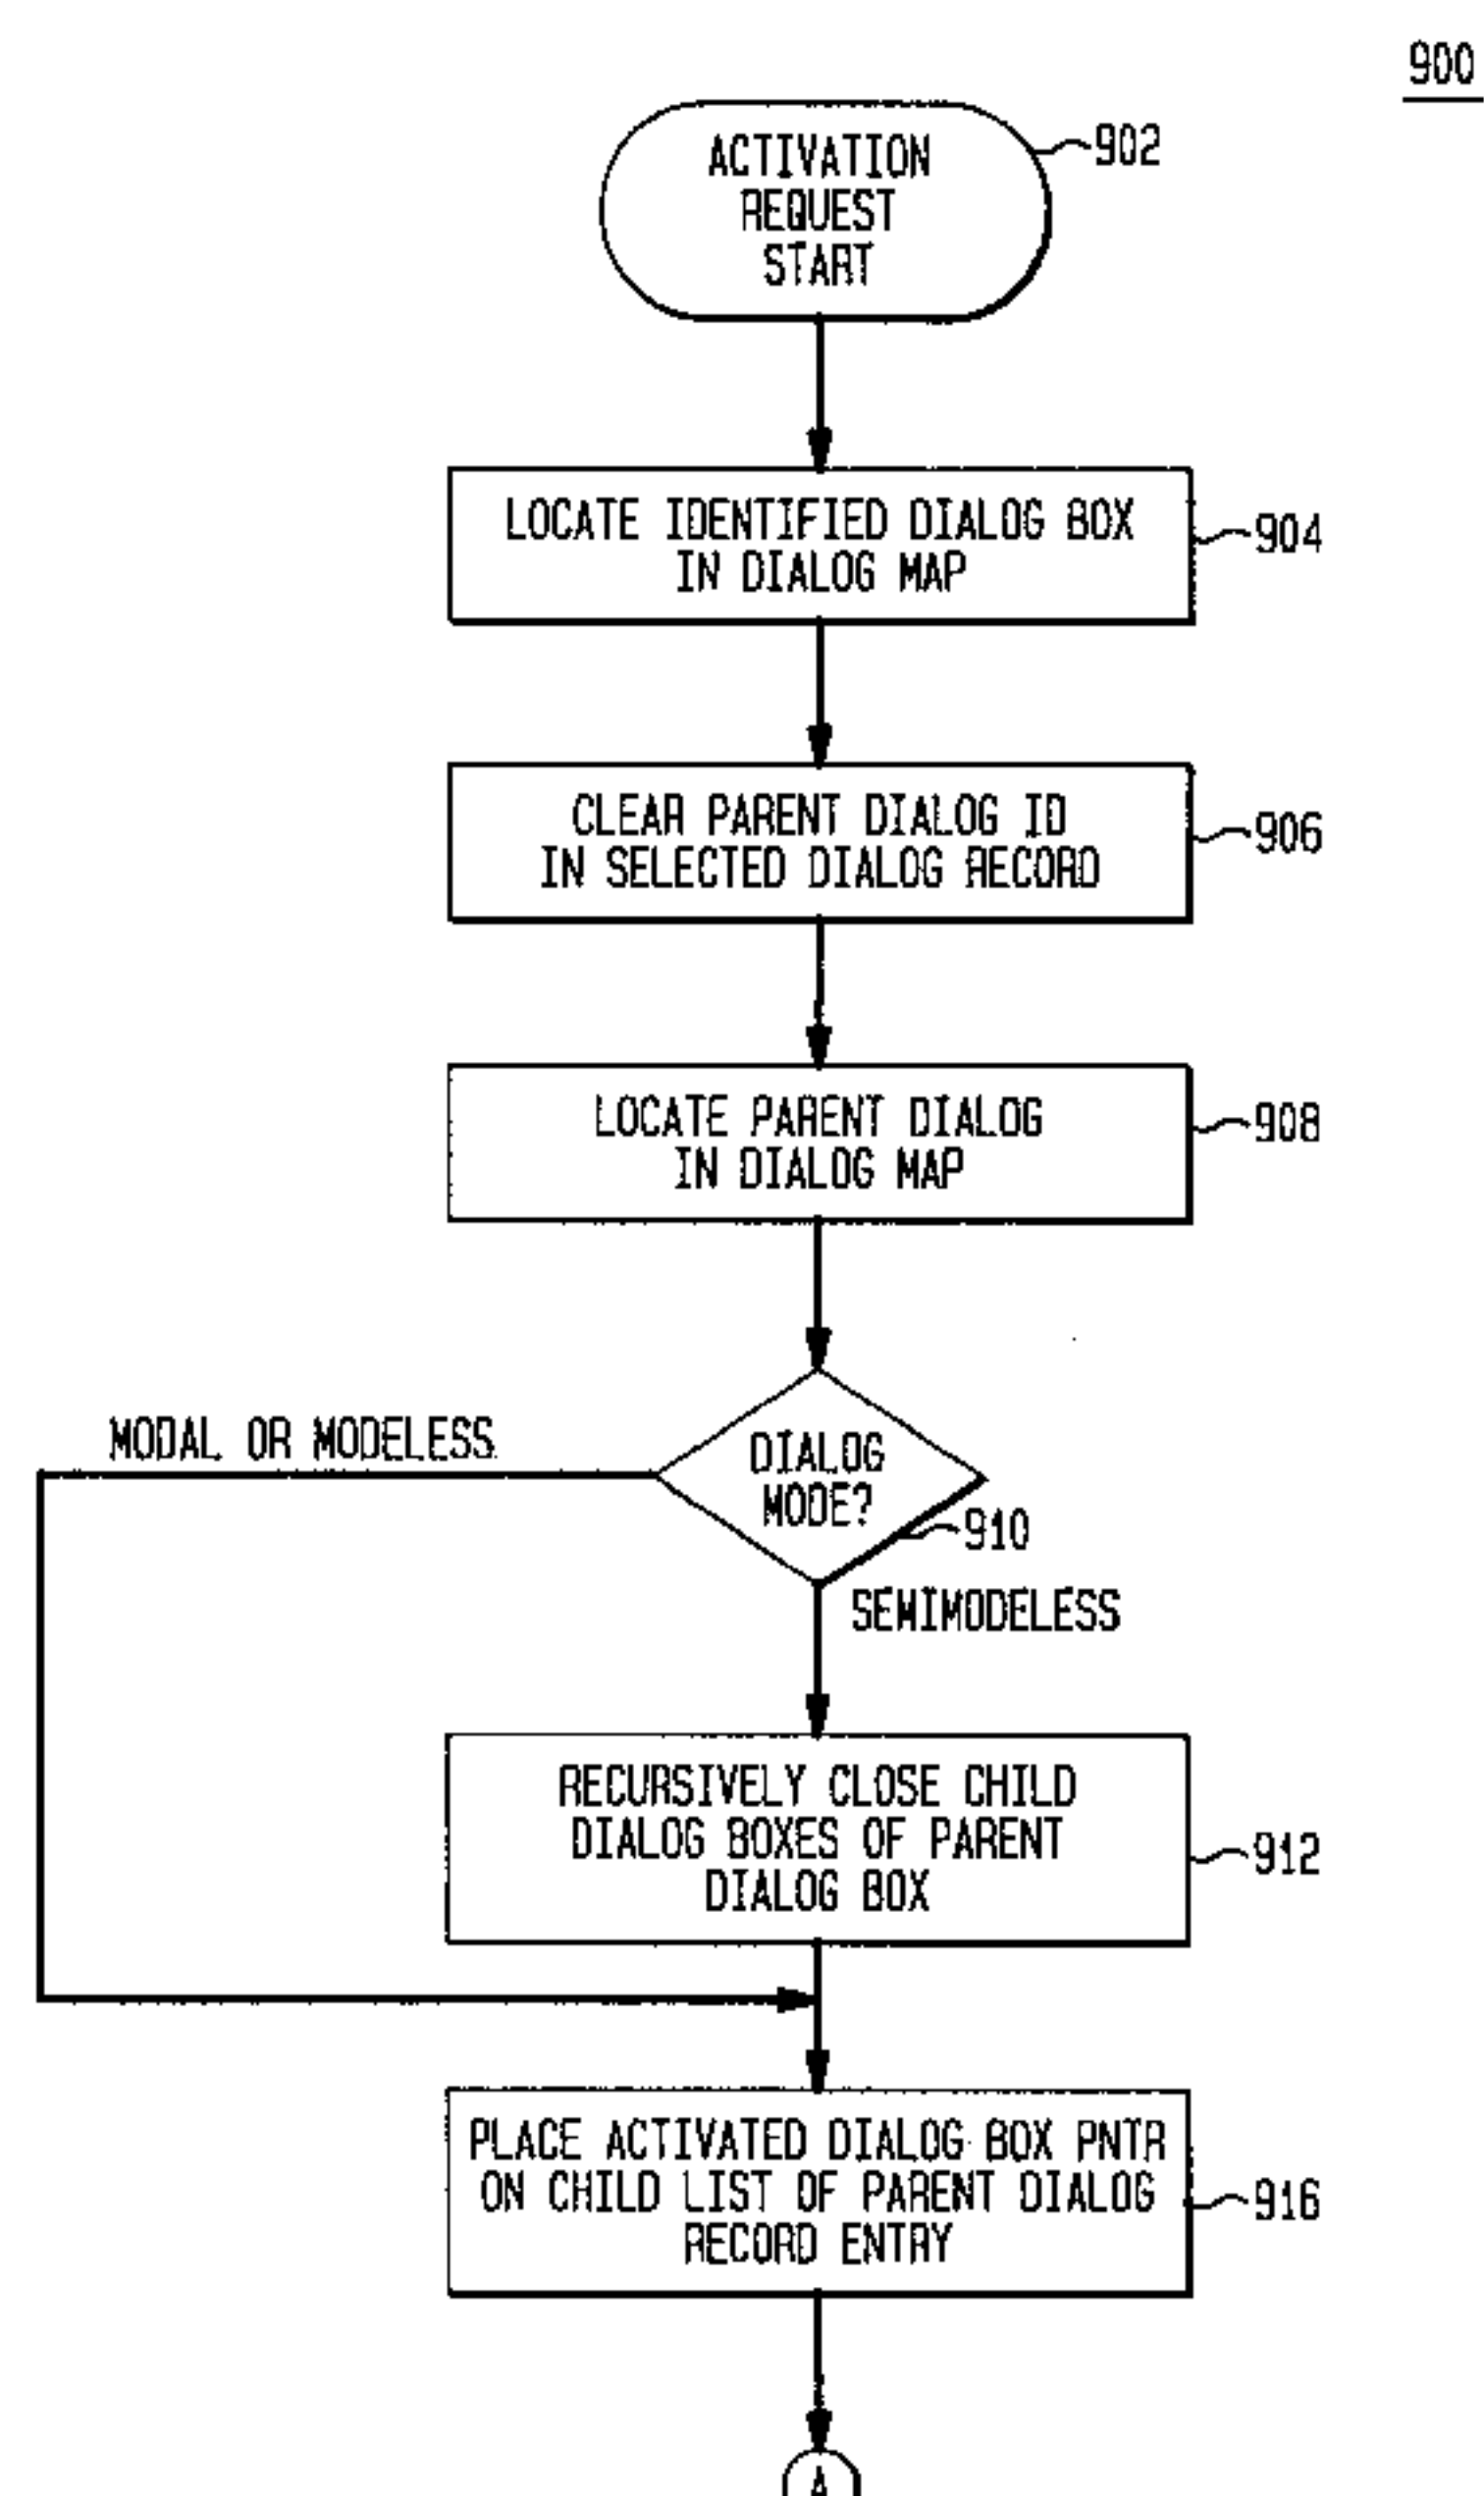 900
ACTIVATION
REQUEST
START
902
LOCATE IDENTIFIED DIALOG BOX
IN DIALOG MAP
904
CLEAR PARENT DIALOG ID
IN SELECTED DIALOG RECORD
906
LOCATE PARENT DIALOG
IN DIALOG MAP
908
MODAL OR MODELESS
DIALOG
MODE?
910
SEMIMODELESS
RECURSIVELY CLOSE CHILD
DIALOG BOXES OF PARENT
DIALOG BOX
912
PLACE ACTIVATED DIALOG BOX PNTR
ON CHILD LIST OF PARENT DIALOG
RECORD ENTRY
916
A